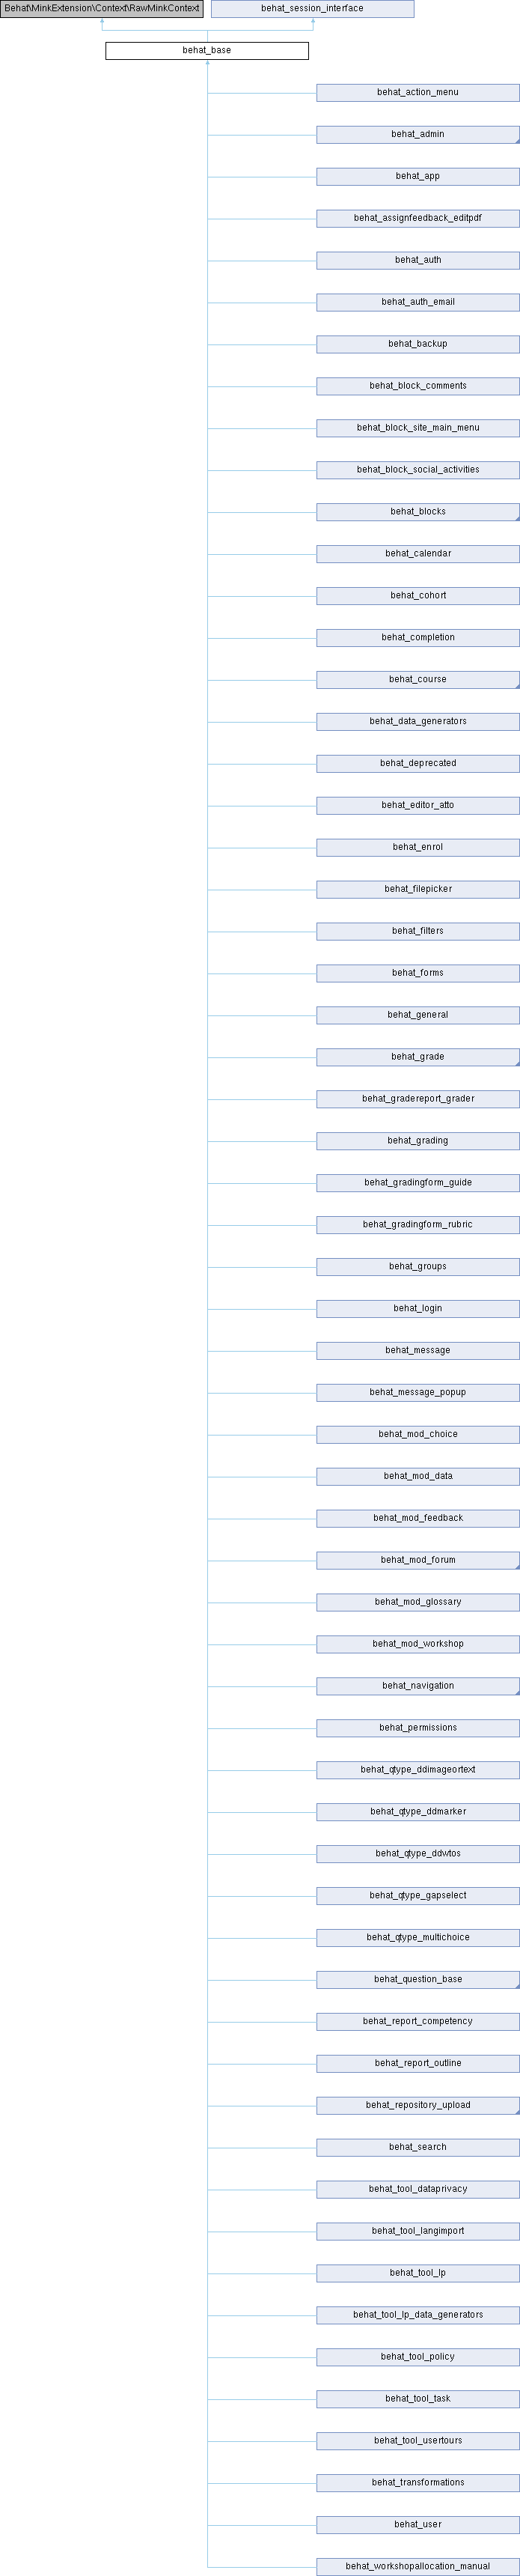 Behat\MinkExtension\Context\RawMinkContext
behat_session_interface
behat_base
behat_action_menu
behat_admin
behat_app
behat_assignfeedback_editpdf
behat_auth
behat_auth_email
behat_backup
behat_block_comments
behat_block_site_main_menu
behat_block_social_activities
behat_blocks
behat_calendar
behat_cohort
behat_completion
behat_course
behat_data_generators
behat_deprecated
behat_editor_atto
behat_enrol
behat_filepicker
behat_filters
behat_forms
behat_general
behat_grade
behat_gradereport_grader
behat_grading
behat_gradingform_guide
behat_gradingform_rubric
behat_groups
behat_login
behat_message
behat_message_popup
behat_mod_choice
behat_mod_data
behat_mod_feedback
behat_mod_forum
behat_mod_glossary
behat_mod_workshop
behat_navigation
behat_permissions
behat_qtype_ddimageortext
behat_qtype_ddmarker
behat_qtype_ddwtos
behat_qtype_gapselect
behat_qtype_multichoice
behat_question_base
behat_report_competency
behat_report_outline
behat_repository_upload
behat_search
behat_tool_dataprivacy
behat_tool_langimport
behat_tool_lp
behat_tool_lp_data_generators
behat_tool_policy
behat_tool_task
behat_tool_usertours
behat_transformations
behat_user
behat_workshopallocation_manual